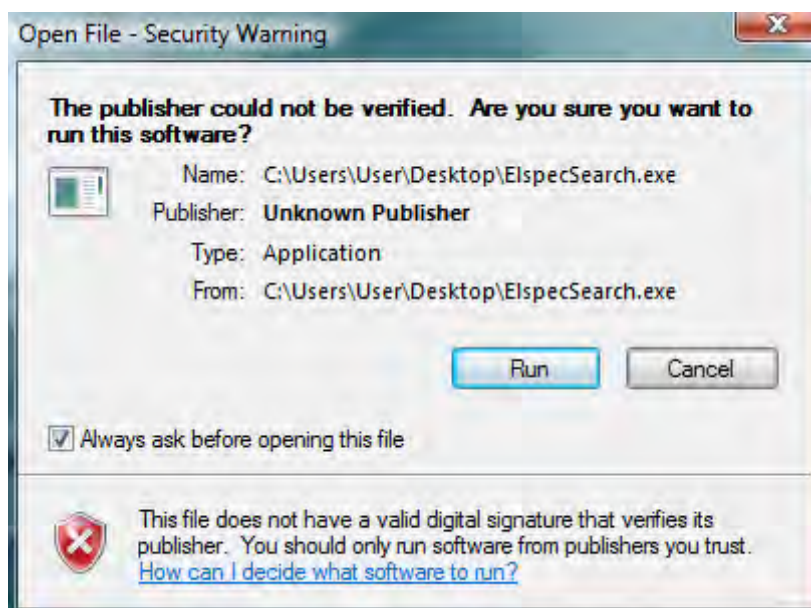 Open File - Security Warning
The publisher could not be verified. Are you sure you want to
run this software?
Name: C:\Users\User\Desktop\ElspecSearch.exe
Publisher: Unknown Publisher
Type: Application
From: C:\Users\User\Desktop\ElspecSearch.exe
Run Cancel
Always ask before opening this file
This file does not have a valid digital signature that verifies its
publisher. You should only run software from publishers you trust.
How can I decide what software to run?